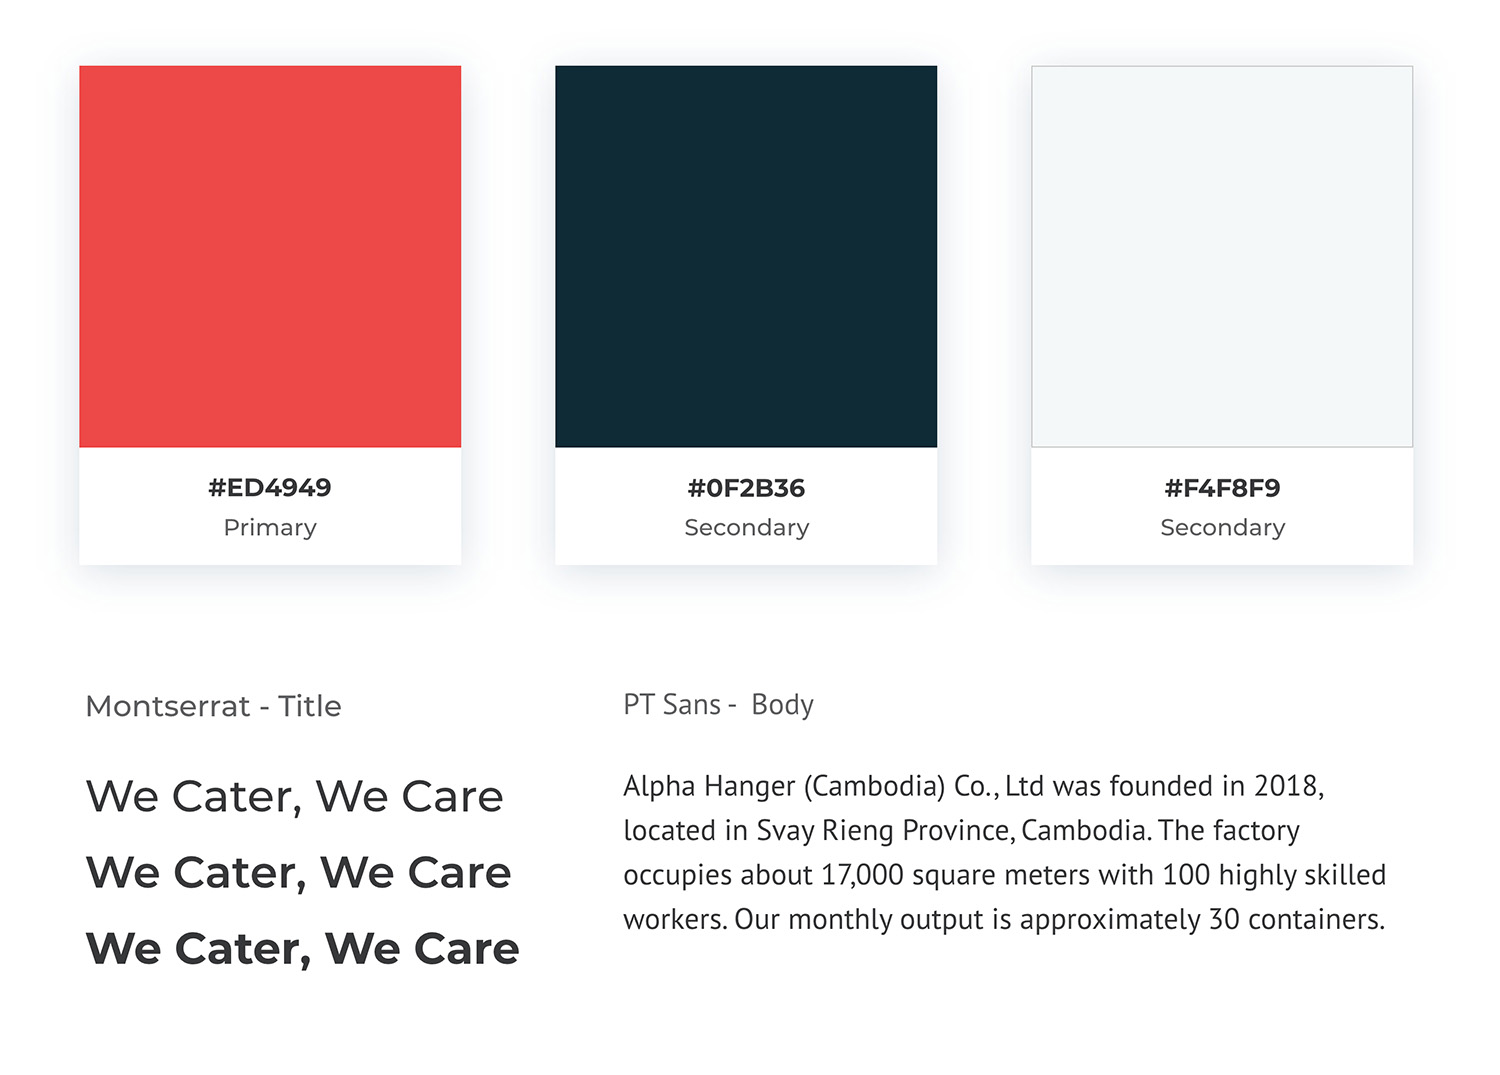 #ED4949
Primary
#0F2B36
Secondary
#F4F8F9
Secondary
Montserrat - Title
We Cater, We Care
We Cater, We Care
We Cater, We Care
PT Sans - Body
Alpha Hanger (Cambodia) Co., Ltd was founded in 2018,
located in Svay Rieng Province, Cambodia. The factory
occupies about 17,000 square meters with 100 highly skilled
workers. Our monthly output is approximately 30 containers.